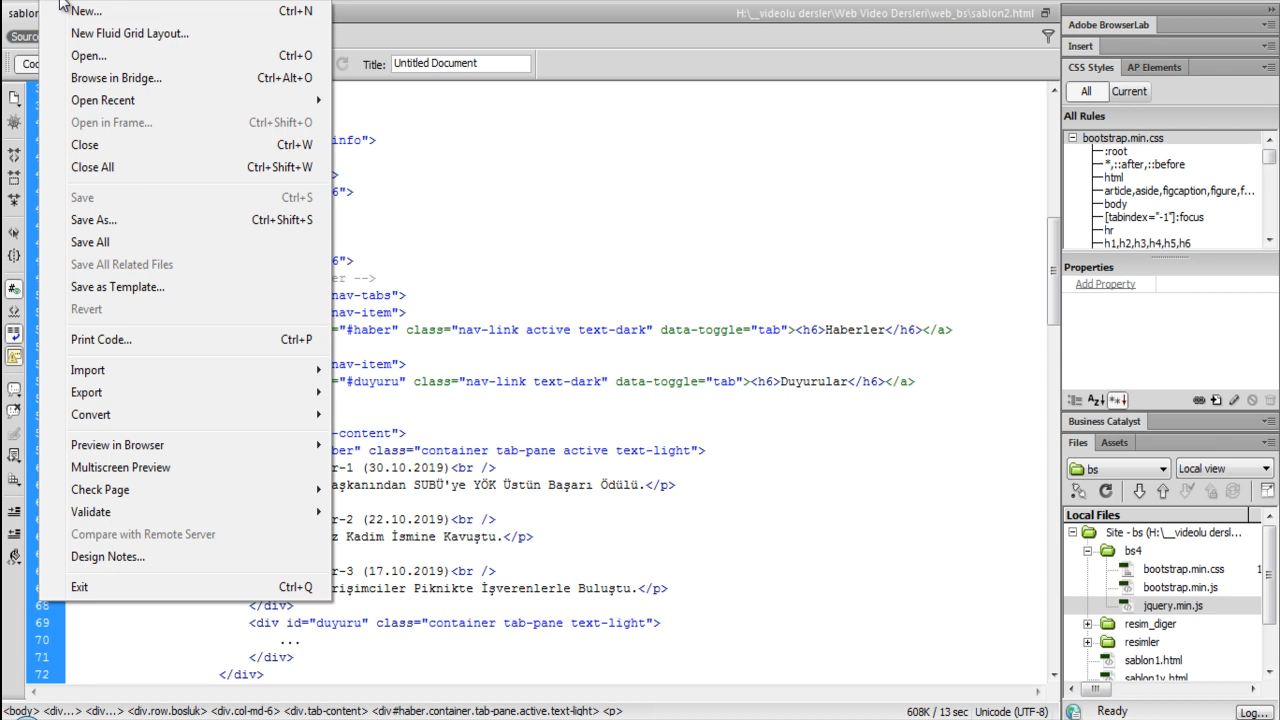 sablon
H:\__videolu dersler\Web Video Dersleri\web_bs\sablon2.html
Title: Untitled Document
New... Ctrl+N
New Fluid Grid Layout...
Open... Ctrl+O
Browse in Bridge... Ctrl+Alt+O
Open Recent
Open in Frame... Ctrl+Shift+O
Close Ctrl+W
Close All Ctrl+Shift+W
Save Ctrl+S
Save As... Ctrl+Shift+S
Save All
Save All Related Files
Save as Template...
Revert
Print Code... Ctrl+P
Import
Export
Convert
Preview in Browser
Multiscreen Preview
Check Page
Validate
Compare with Remote Server
Design Notes...
Exit Ctrl+Q
info">
>
6">
6">
er -->
nav-tabs">
nav-item">
="#haber" class="nav-link active text-dark" data-toggle="tab"><h6>Haberler</h6></a>
nav-item">
"#duyuru" class="nav-link text-dark" data-toggle="tab"><h6>Duyurular</h6></a>
-content">
ber" class="container tab-pane active text-light">
r-1 (30.10.2019)<br />
aşkanından SUBÜ'ye YÖK Üstün Başarı Ödülü.</p>
r-2 (22.10.2019)<br />
z Kadim İsmine Kavuştu.</p>
r-3 (17.10.2019)<br />
rişimciler Piknikte İşverenlerle Buluştu.</p>
68 </div>
69 <div id="duyuru" class="container tab-pane text-light">
70 ...
71 </div>
72 </div>
<body> <div...> <div...> <div.row.bosluk> <div.col-md-6> <div.tab-content> <div#haber.container.tab-pane.active.text-light> <p>
608K / 13 sec Unicode (UTF-8)
Adobe BrowserLab
Insert
CSS Styles AP Elements
All Current
All Rules
bootstrap.min.css
:root
*,::after,::before
html
article,aside,figcaption,figure,f...
body
[tabindex="-1"]:focus
hr
h1,h2,h3,h4,h5,h6
Properties
Add Property
Business Catalyst
Files Assets
bs Local view
Local Files
Site - bs (H:\__videolu dersl...
bs4
bootstrap.min.css 1
bootstrap.min.js
jquery.min.js
resim_diger
resimler
sablon1.html
sablon1v.html
Ready Log...